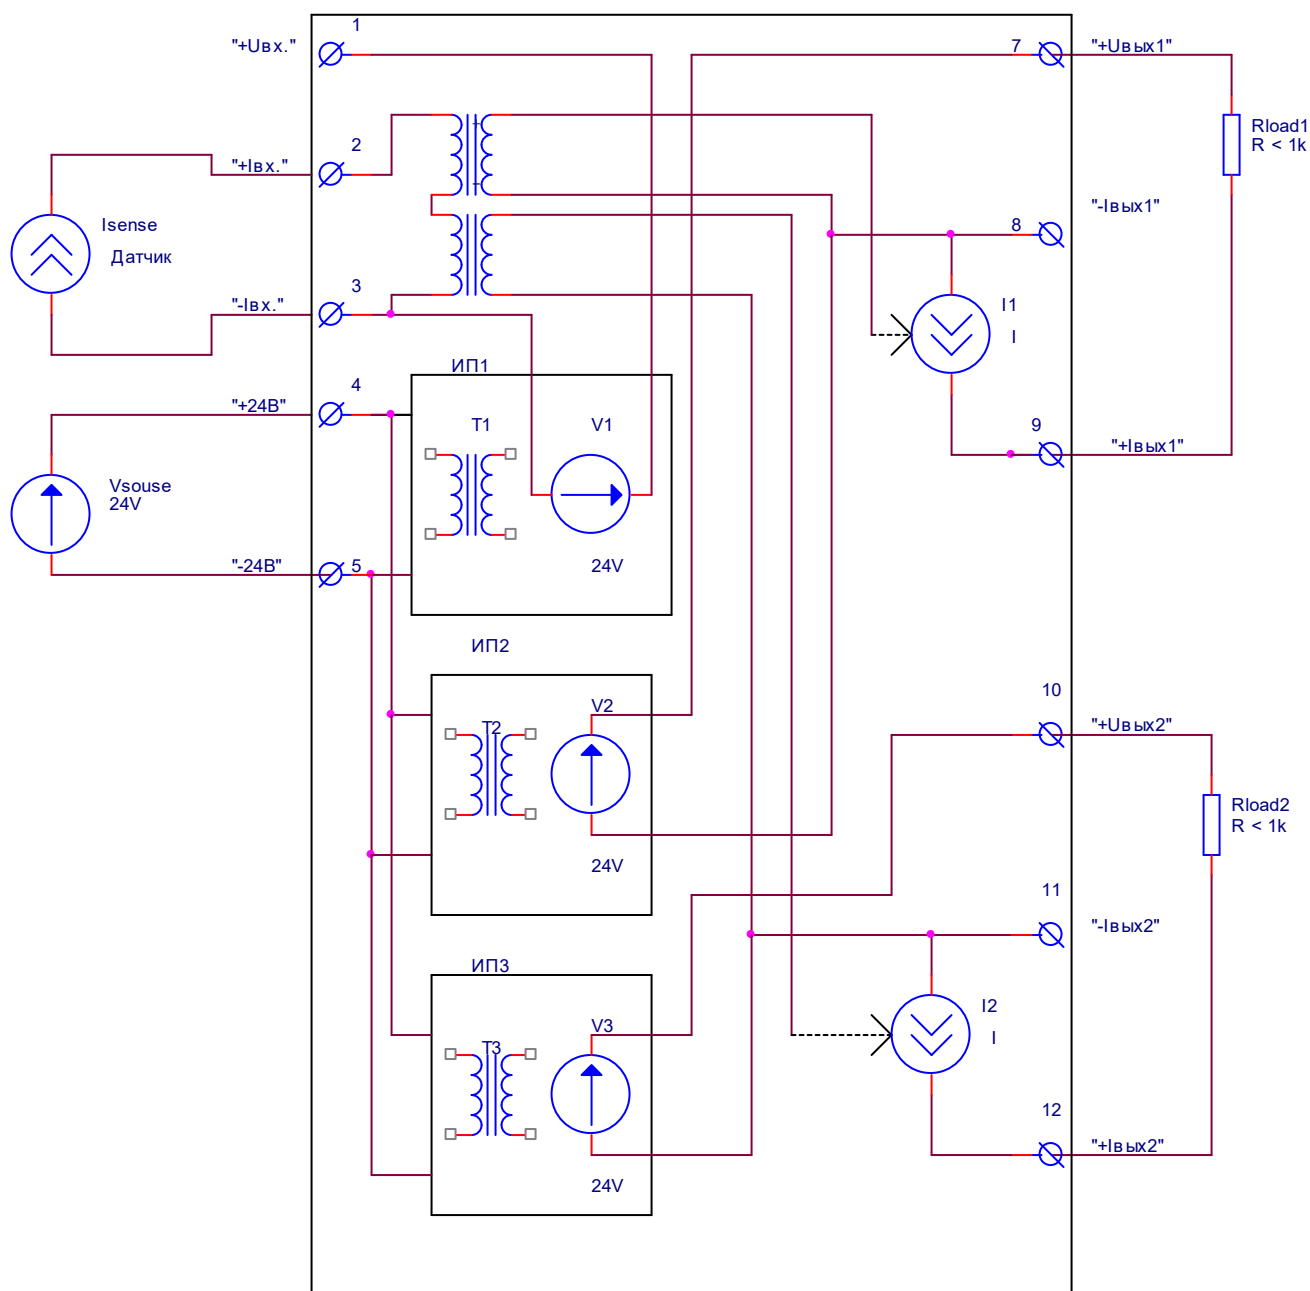 1
"+Uвх."
7
"+Uвых1"
2
"+Iвх."
Rload1
R < 1k
Isense
Датчик
8
"-Iвых1"
3
"-Iвх."
I1
I
ИП1
4
"+24В"
T1
V1
9
"+Iвых1"
Vsouse
24V
"-24В"
5
24V
ИП2
10
"+Uвых2"
V2
T2
Rload2
R < 1k
24V
11
"-Iвых2"
ИП3
I2
I
V3
T3
12
"+Iвых2"
24V